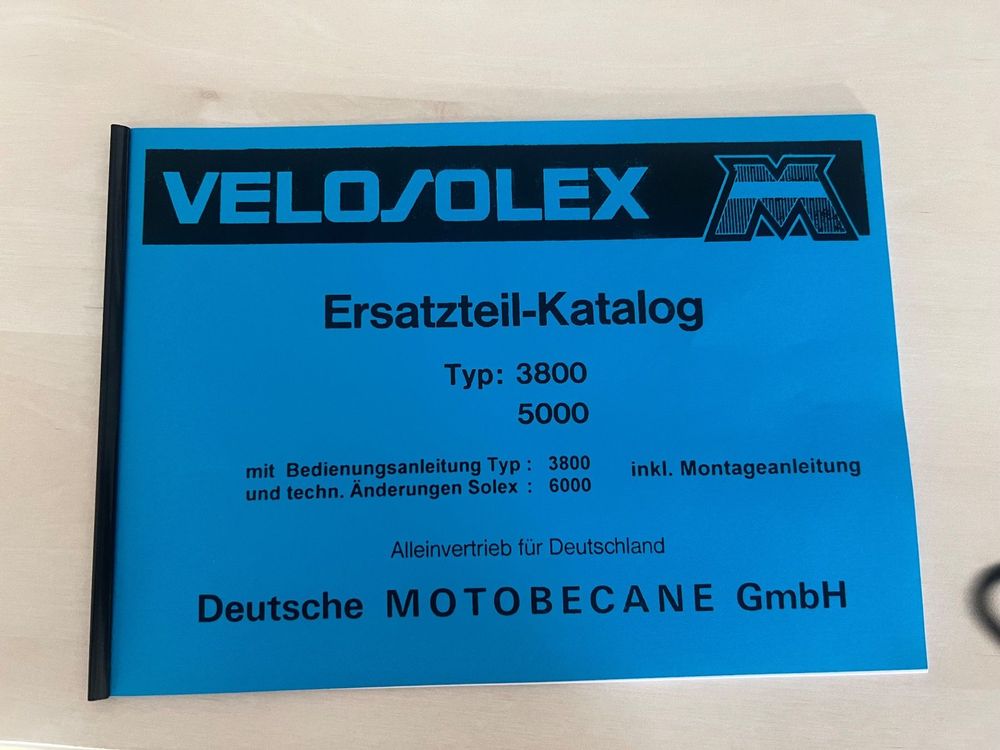 VELOSOLEX M
Ersatzteil-Katalog
Typ: 3800
5000
mit Bedienungsanleitung Typ : 3800 inkl. Montageanleitung
und techn. Änderungen Solex : 6000
Alleinvertrieb für Deutschland
Deutsche MOTOBECANE GmbH